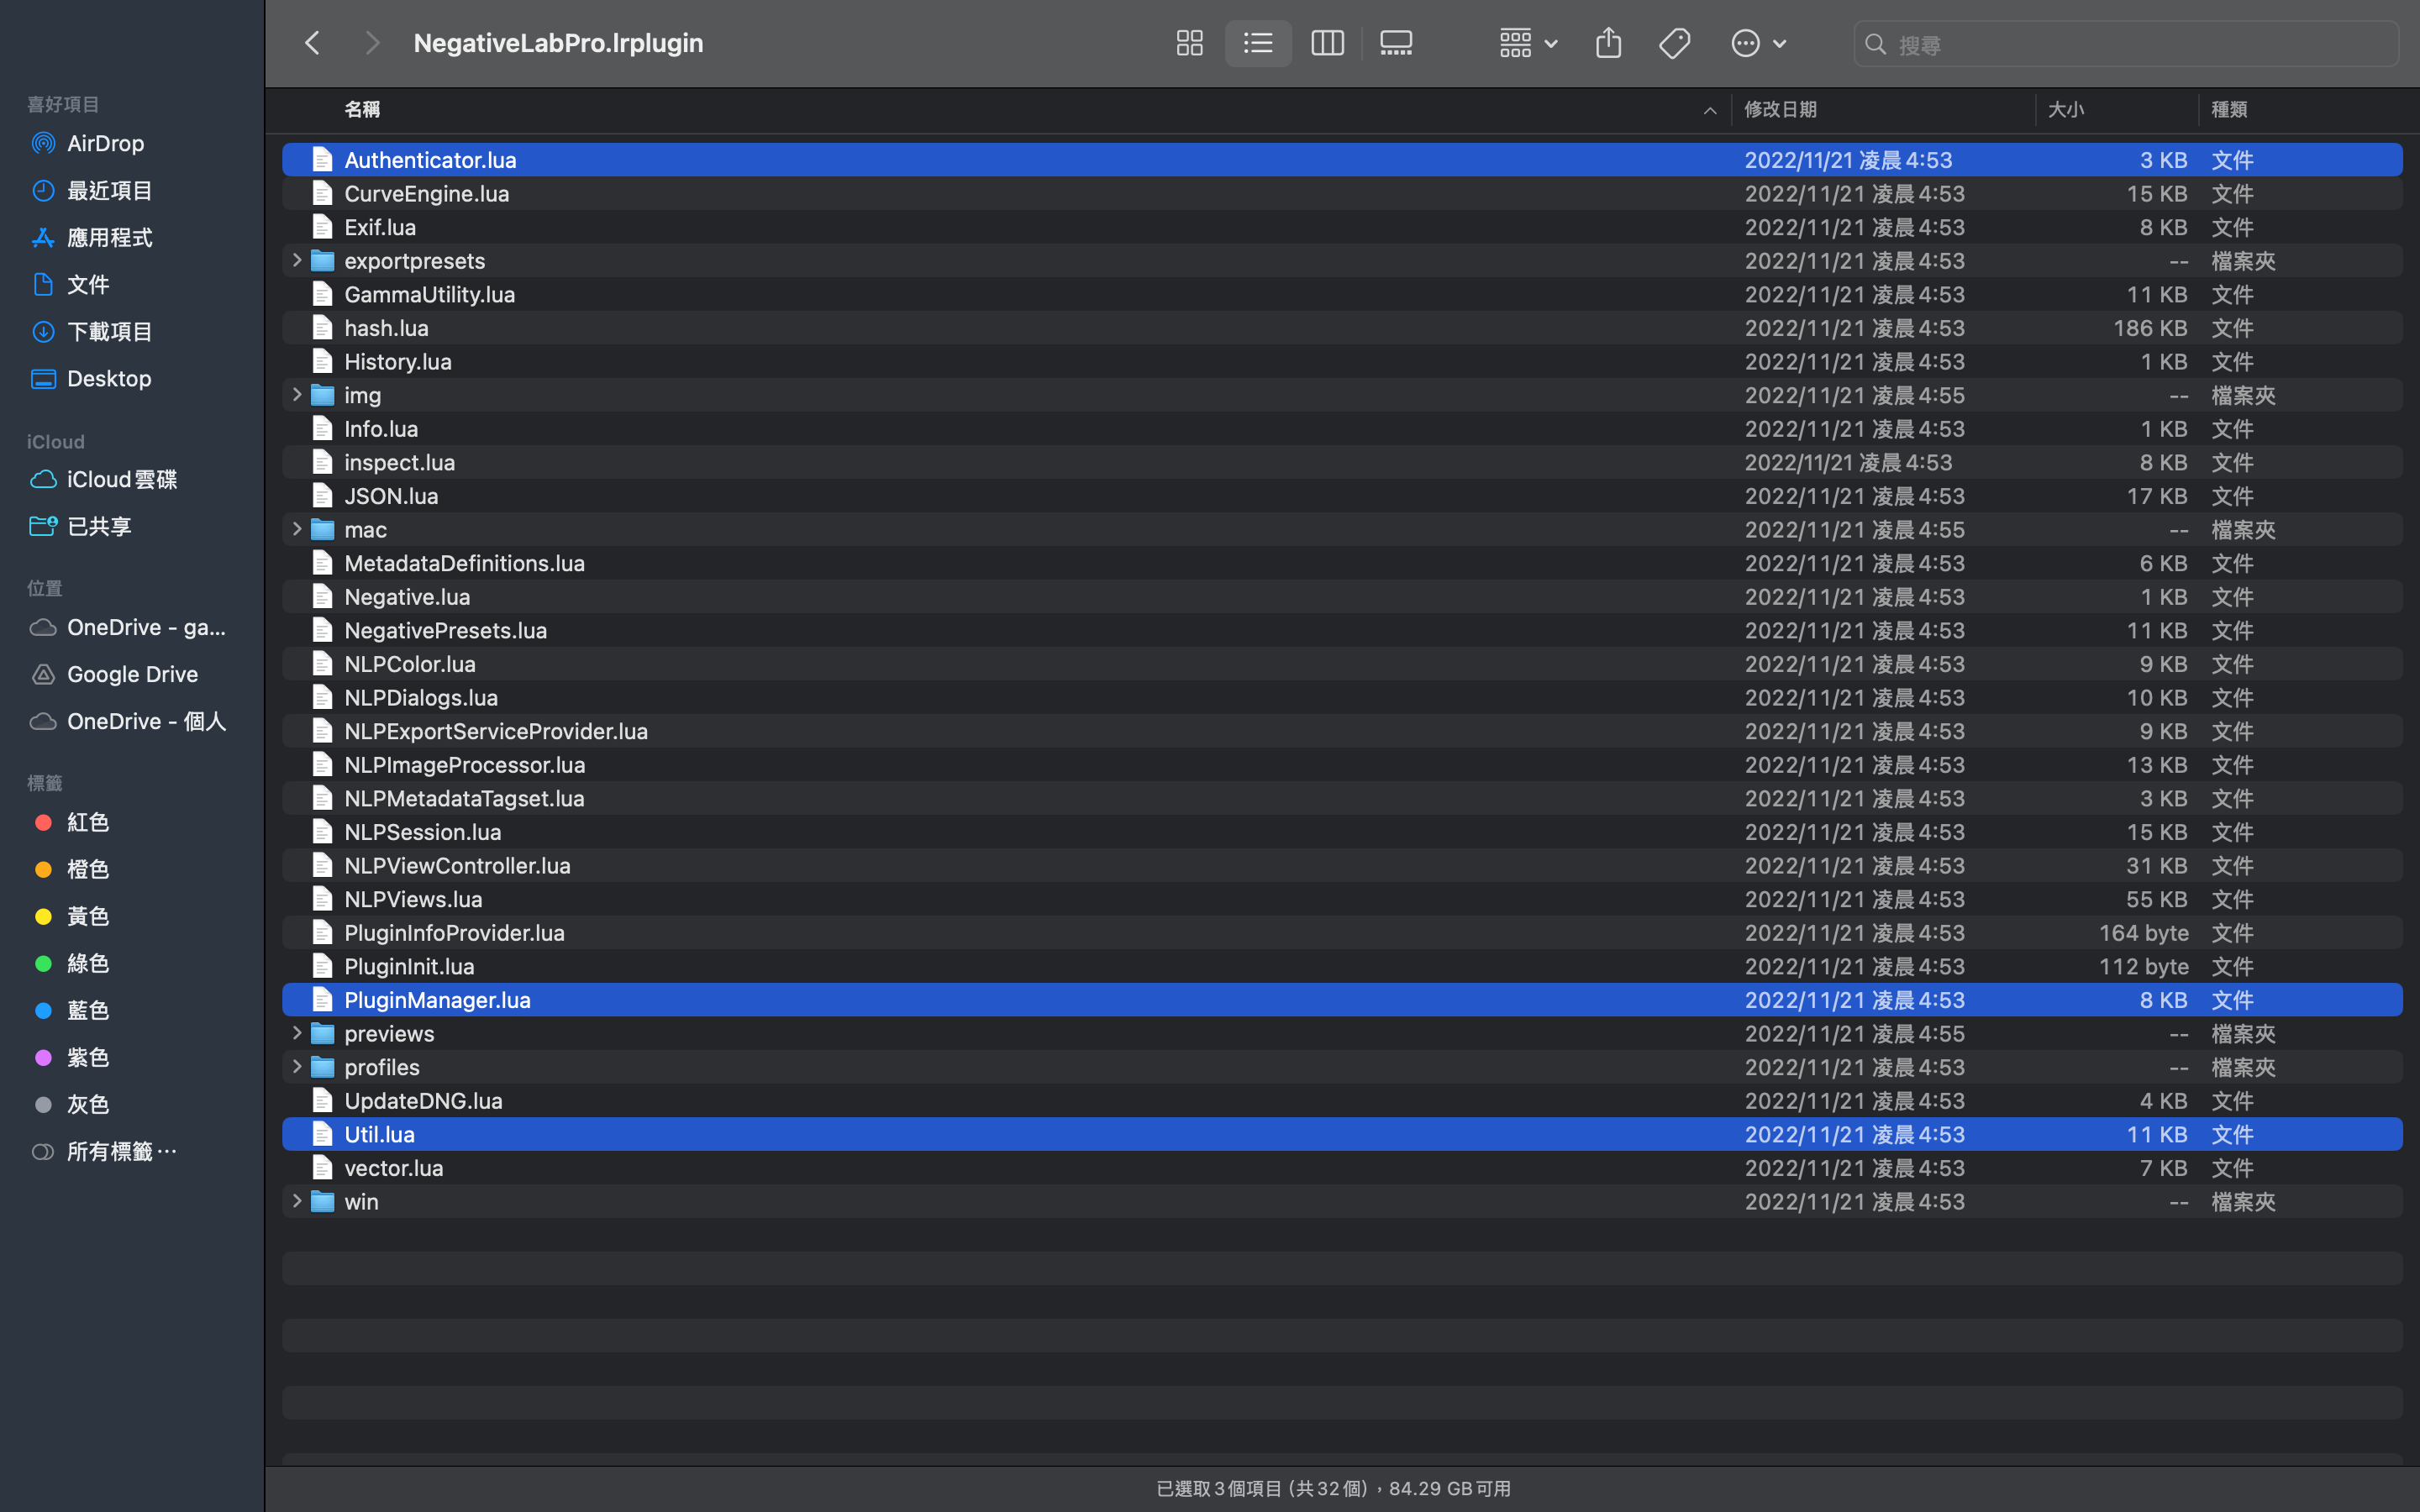 NegativeLabPro.lrplugin
搜尋
喜好項目
AirDrop
最近項目
應用程式
文件
下載項目
Desktop
iCloud
iCloud雲碟
已共享
位置
OneDrive - ga...
Google Drive
OneDrive - 個人
標籤
紅色
橙色
黃色
綠色
藍色
紫色
灰色
所有標籤…
名稱 修改日期 大小 種類
Authenticator.lua 2022/11/21 凌晨4:53 3 KB 文件
CurveEngine.lua 2022/11/21 凌晨4:53 15 KB 文件
Exif.lua 2022/11/21 凌晨4:53 8 KB 文件
exportpresets 2022/11/21 凌晨4:53 -- 檔案夾
GammaUtility.lua 2022/11/21 凌晨4:53 11 KB 文件
hash.lua 2022/11/21 凌晨4:53 186 KB 文件
History.lua 2022/11/21 凌晨4:53 1 KB 文件
img 2022/11/21 凌晨4:55 -- 檔案夾
Info.lua 2022/11/21 凌晨4:53 1 KB 文件
inspect.lua 2022/11/21 凌晨4:53 8 KB 文件
JSON.lua 2022/11/21 凌晨4:53 17 KB 文件
mac 2022/11/21 凌晨4:55 -- 檔案夾
MetadataDefinitions.lua 2022/11/21 凌晨4:53 6 KB 文件
Negative.lua 2022/11/21 凌晨4:53 1 KB 文件
NegativePresets.lua 2022/11/21 凌晨4:53 11 KB 文件
NLPColor.lua 2022/11/21 凌晨4:53 9 KB 文件
NLPDialogs.lua 2022/11/21 凌晨4:53 10 KB 文件
NLPExportServiceProvider.lua 2022/11/21 凌晨4:53 9 KB 文件
NLPImageProcessor.lua 2022/11/21 凌晨4:53 13 KB 文件
NLPMetadataTagset.lua 2022/11/21 凌晨4:53 3 KB 文件
NLPSession.lua 2022/11/21 凌晨4:53 15 KB 文件
NLPViewController.lua 2022/11/21 凌晨4:53 31 KB 文件
NLPViews.lua 2022/11/21 凌晨4:53 55 KB 文件
PluginInfoProvider.lua 2022/11/21 凌晨4:53 164 byte 文件
PluginInit.lua 2022/11/21 凌晨4:53 112 byte 文件
PluginManager.lua 2022/11/21 凌晨4:53 8 KB 文件
previews 2022/11/21 凌晨4:55 -- 檔案夾
profiles 2022/11/21 凌晨4:53 -- 檔案夾
UpdateDNG.lua 2022/11/21 凌晨4:53 4 KB 文件
Util.lua 2022/11/21 凌晨4:53 11 KB 文件
vector.lua 2022/11/21 凌晨4:53 7 KB 文件
win 2022/11/21 凌晨4:53 -- 檔案夾
已選取3個項目 (共32個)，84.29 GB可用